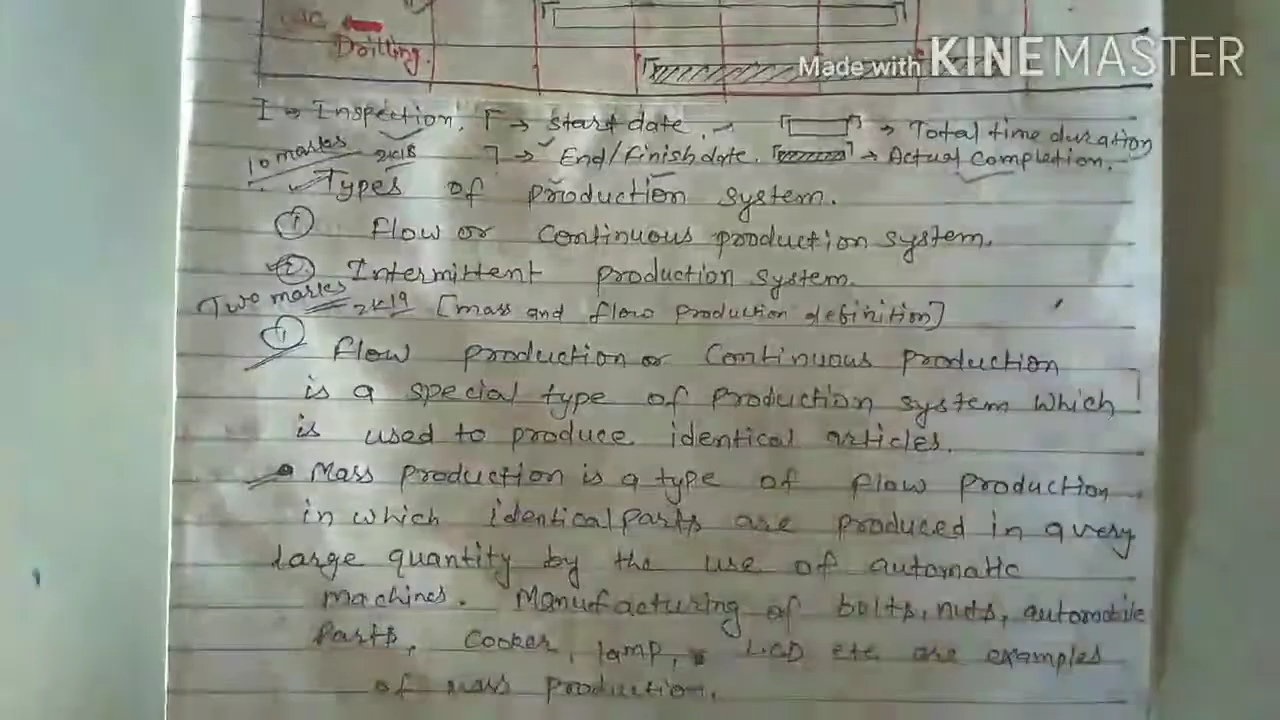 Drilling.
Made with KINEMASTER
I → Inspection. Γ → start date. → Total time duration
10 marks 2k18 ꓶ → End/finish date. → Actual Completion.
Types of production system.
① Flow or Continuous production system.
② Intermittent production system.
Two marks 2k19 [mass and flow production definition]
① Flow production or Continuous Production
is a special type of Production system which
is used to produce identical articles.
Mass production is a type of flow production
in which identical parts are produced in a very
large quantity by the use of automatic
machines. Manufacturing of bolts, nuts, automobile
Parts, Cooker, lamp, LCD etc are examples
of mass production.